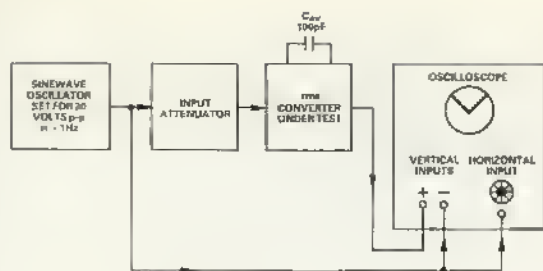 CAV
100pF
SINEWAVE
OSCILLATOR
SET FOR 20
VOLTS p-p
1Hz
INPUT
ATTENUATOR
rms
CONVERTER
UNDER TEST
OSCILLOSCOPE
VERTICAL
INPUTS
HORIZONTAL
INPUT
+ −